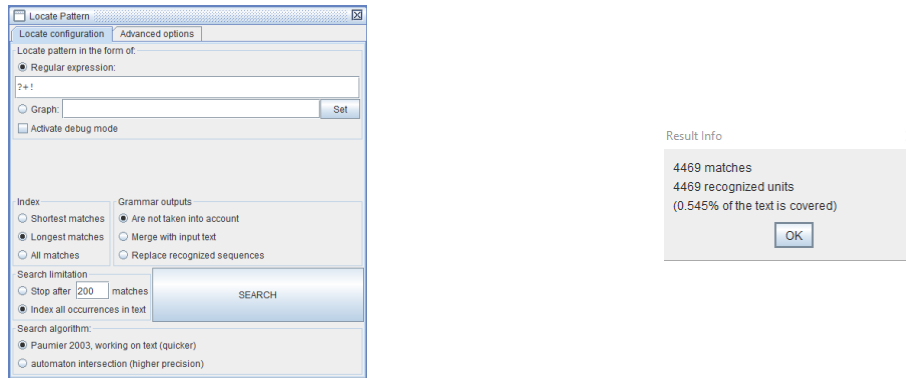 Locate Pattern
Locate configuration Advanced options
Locate pattern in the form of:
Regular expression:
?+!
Graph: Set
Activate debug mode
Index Grammar outputs
Shortest matches Are not taken into account
Longest matches Merge with input text
All matches Replace recognized sequences
Search limitation
Stop after 200 matches SEARCH
Index all occurrences in text
Search algorithm:
Paumier 2003, working on text (quicker)
automaton intersection (higher precision)
Result Info
4469 matches
4469 recognized units
(0.545% of the text is covered)
OK